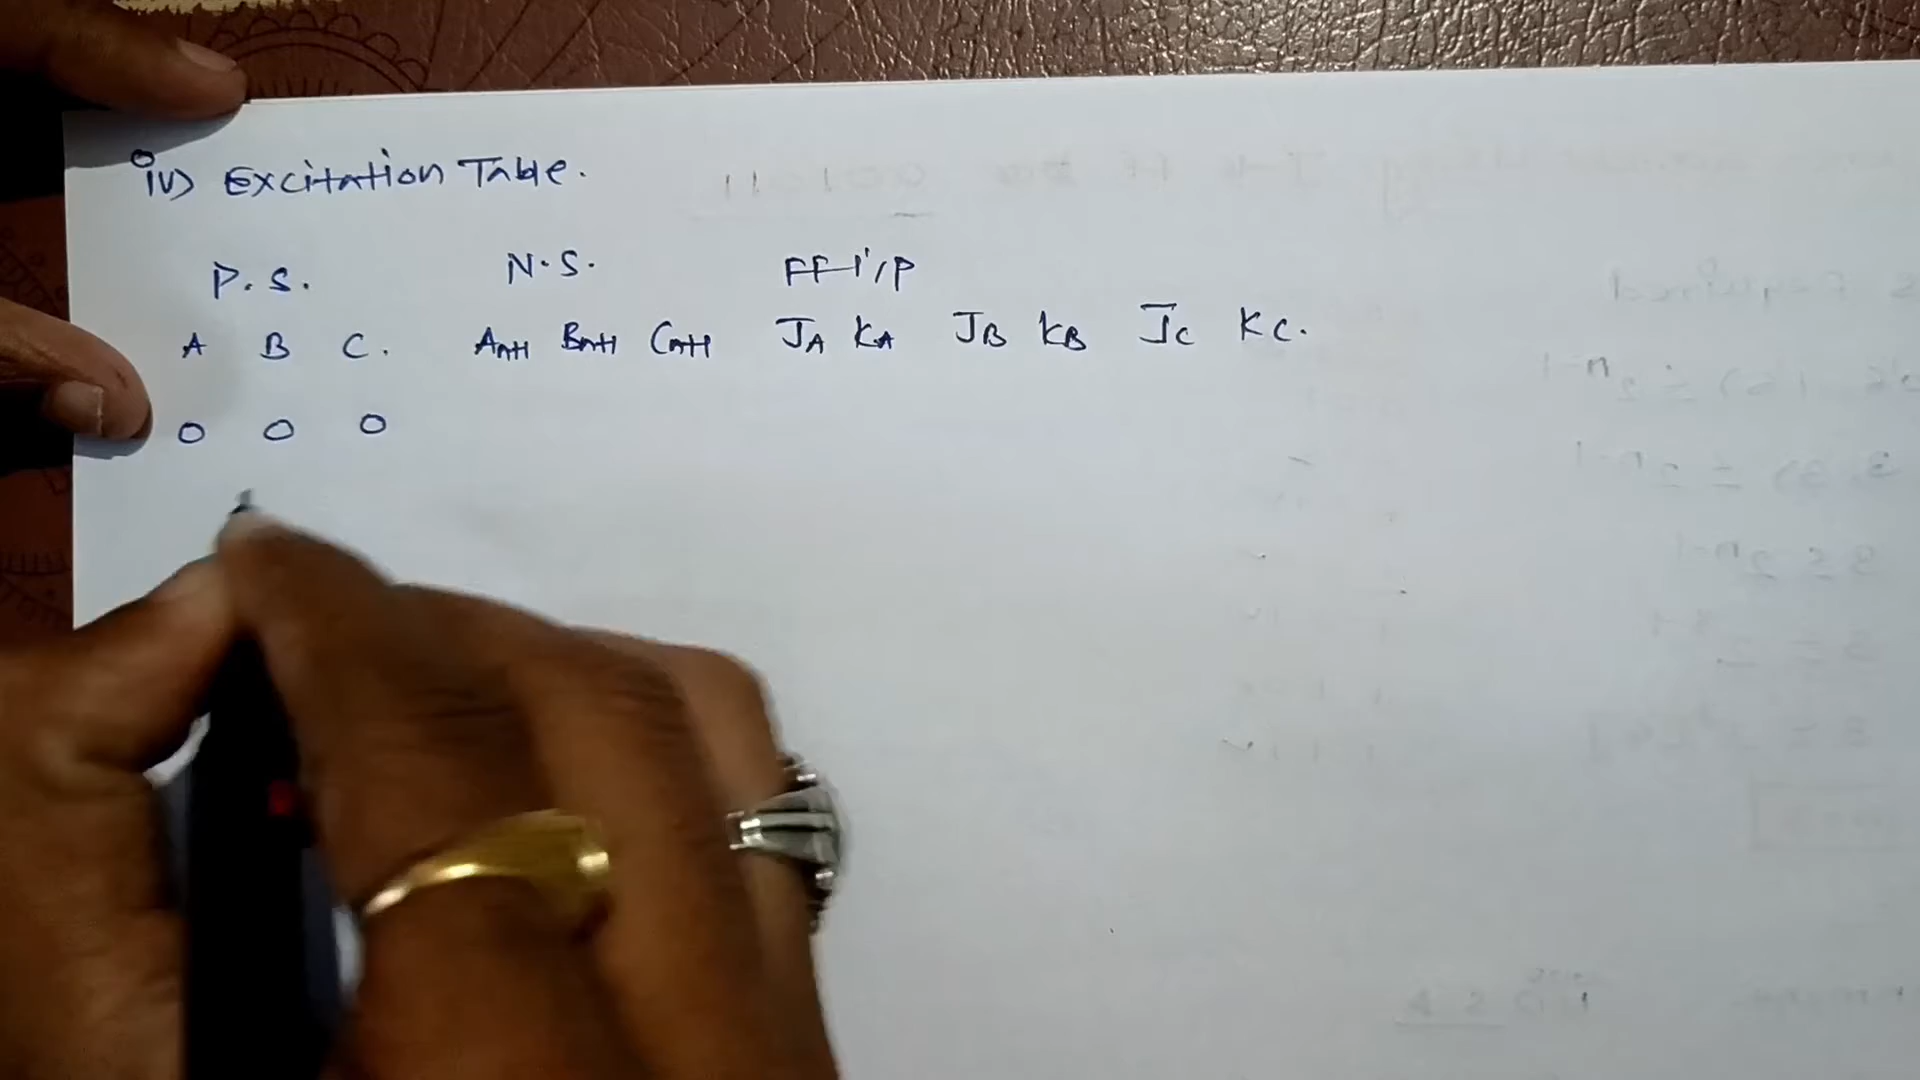 iv) Excitation Table.
P.S. N.S. FF I/P
A B C. An+1 Bn+1 Cn+1 JA KA JB KB JC KC.
0 0 0